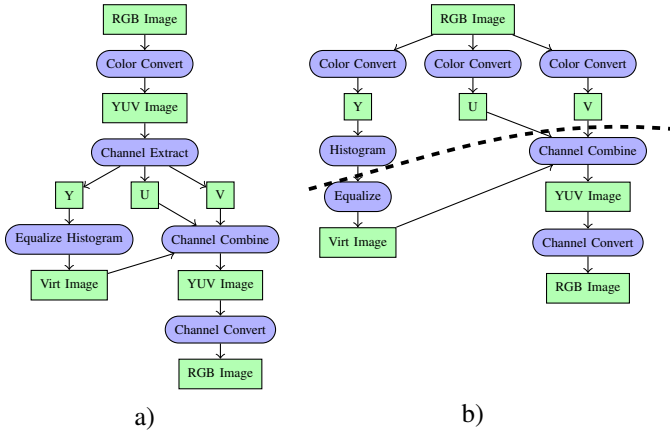 RGB Image
Color Convert
YUV Image
Channel Extract
Y U V
Equalize Histogram Channel Combine
Virt Image
YUV Image
Channel Convert
RGB Image
a)
RGB Image
Color Convert Color Convert Color Convert
Y U V
Histogram Channel Combine
Equalize YUV Image
Virt Image Channel Convert
RGB Image
b)